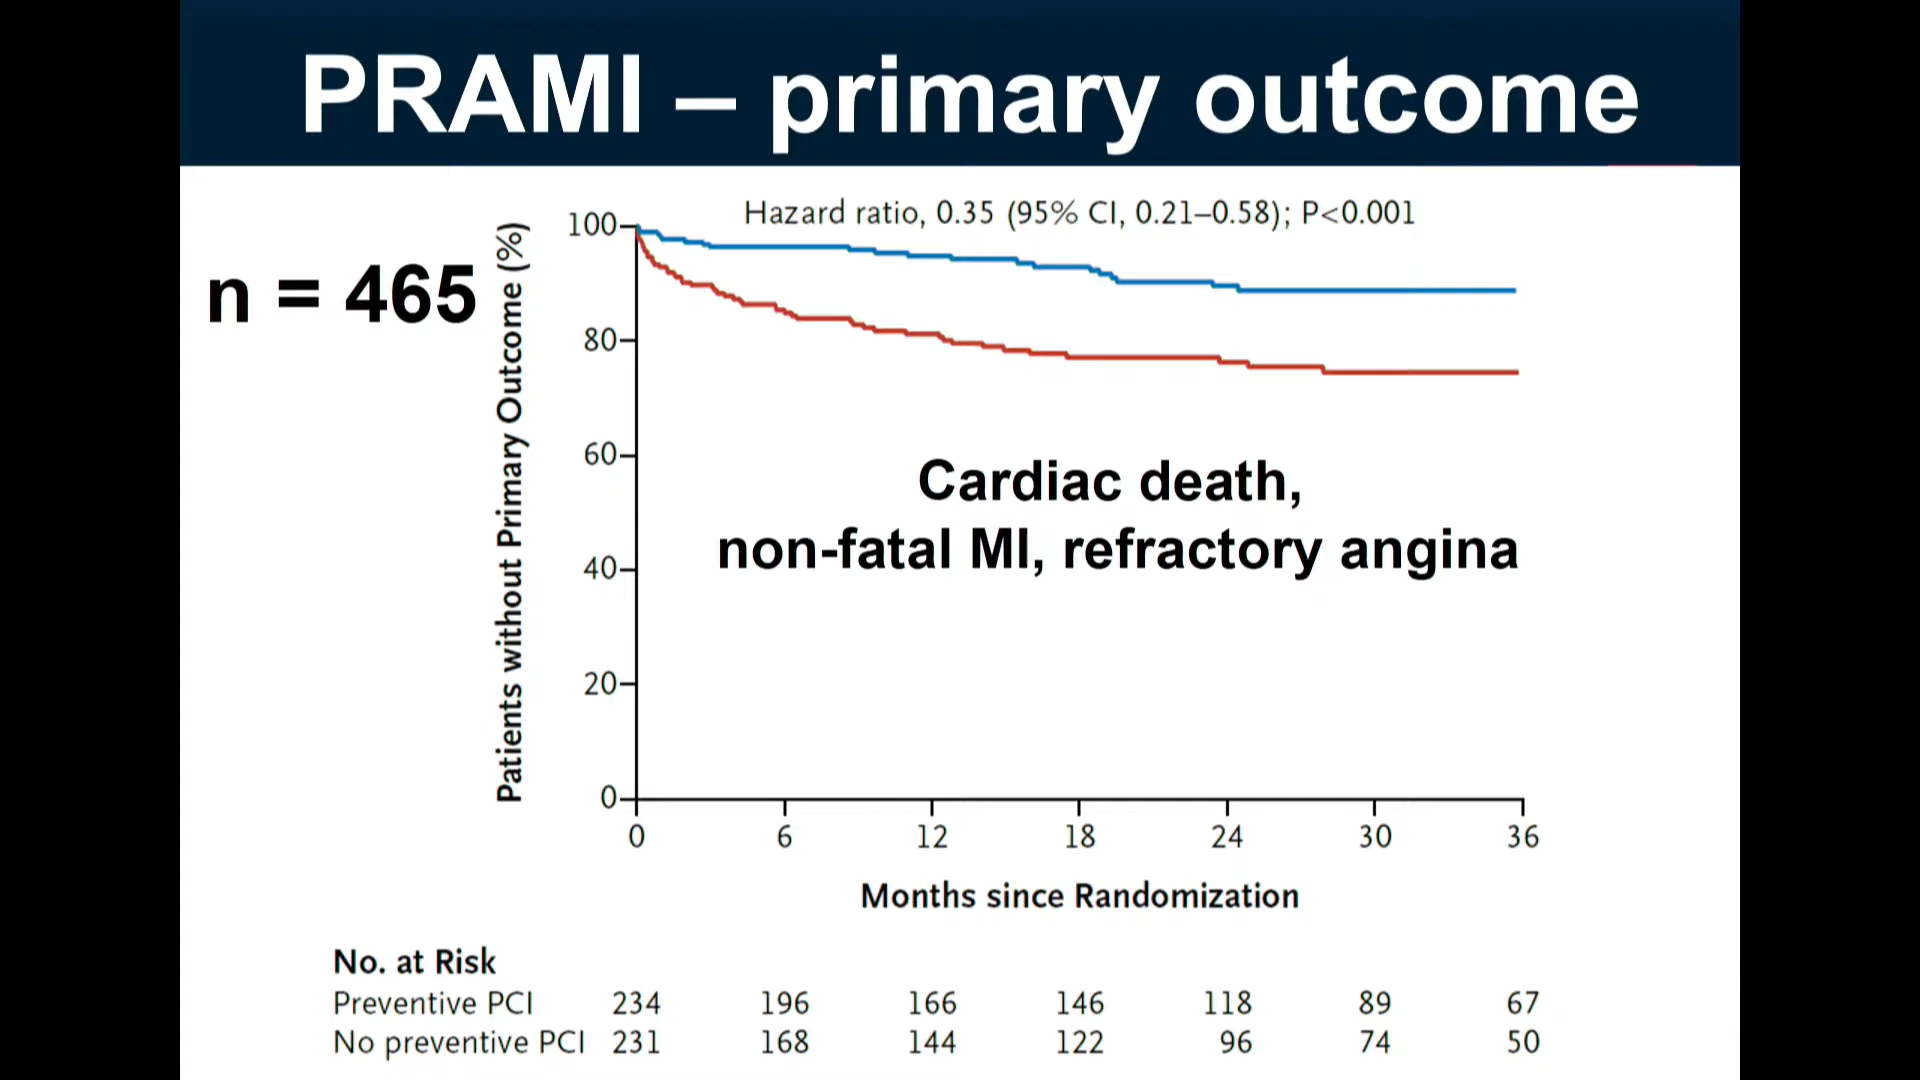 PRAMI – primary outcome
Hazard ratio, 0.35 (95% CI, 0.21–0.58); P<0.001
n = 465
Patients without Primary Outcome (%)
100
80
60
40
20
0
Cardiac death,
non-fatal MI, refractory angina
0 6 12 18 24 30 36
Months since Randomization
No. at Risk
Preventive PCI 234 196 166 146 118 89 67
No preventive PCI 231 168 144 122 96 74 50